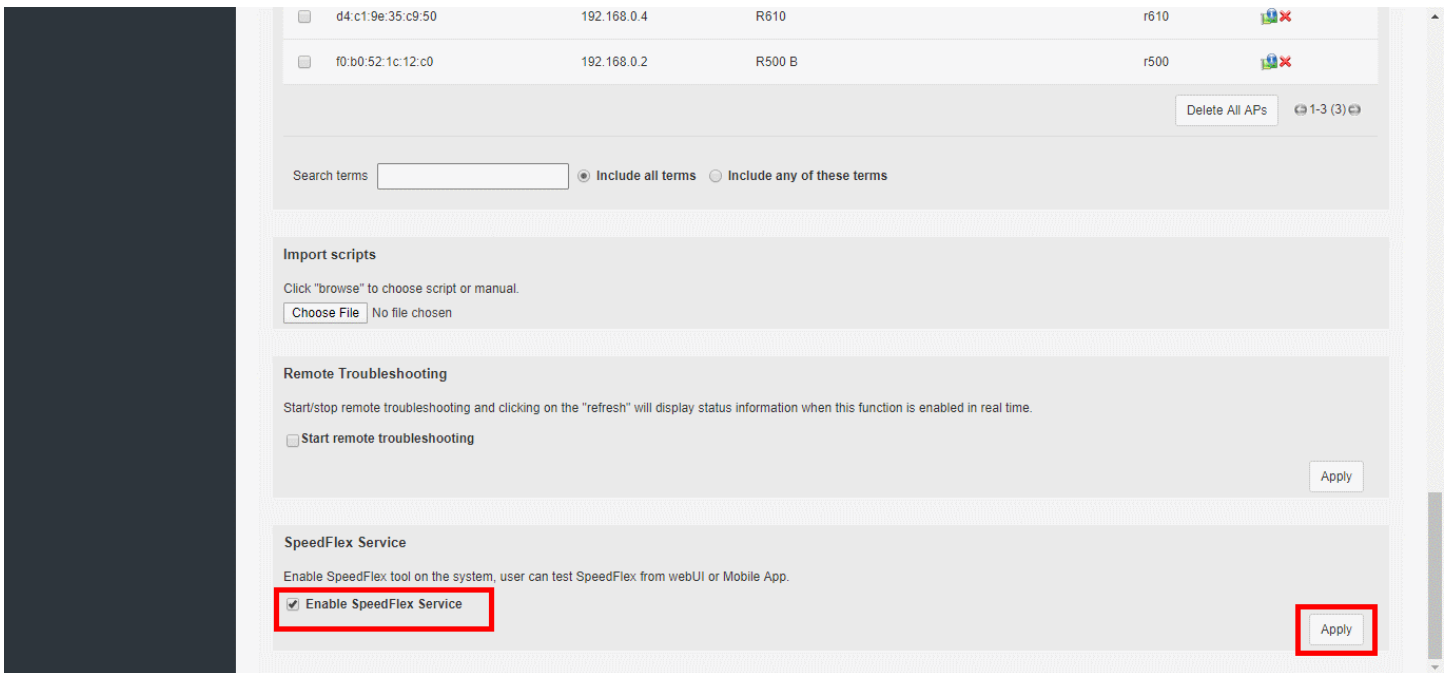 d4:c1:9e:35:c9:50 192.168.0.4 R610 r610
f0:b0:52:1c:12:c0 192.168.0.2 R500 B r500
Delete All APs 1-3 (3)
Search terms Include all terms Include any of these terms
Import scripts
Click "browse" to choose script or manual.
Choose File No file chosen
Remote Troubleshooting
Start/stop remote troubleshooting and clicking on the "refresh" will display status information when this function is enabled in real time.
Start remote troubleshooting
Apply
SpeedFlex Service
Enable SpeedFlex tool on the system, user can test SpeedFlex from webUI or Mobile App.
Enable SpeedFlex Service
Apply